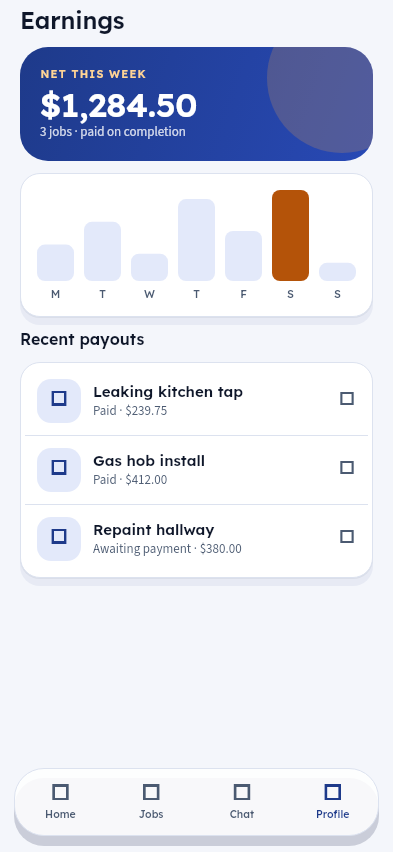 Earnings
NET THIS WEEK
$1,284.50
3 jobs · paid on completion
M T W T F S S
Recent payouts
Leaking kitchen tap
Paid · $239.75
Gas hob install
Paid · $412.00
Repaint hallway
Awaiting payment · $380.00
Home Jobs Chat Profile